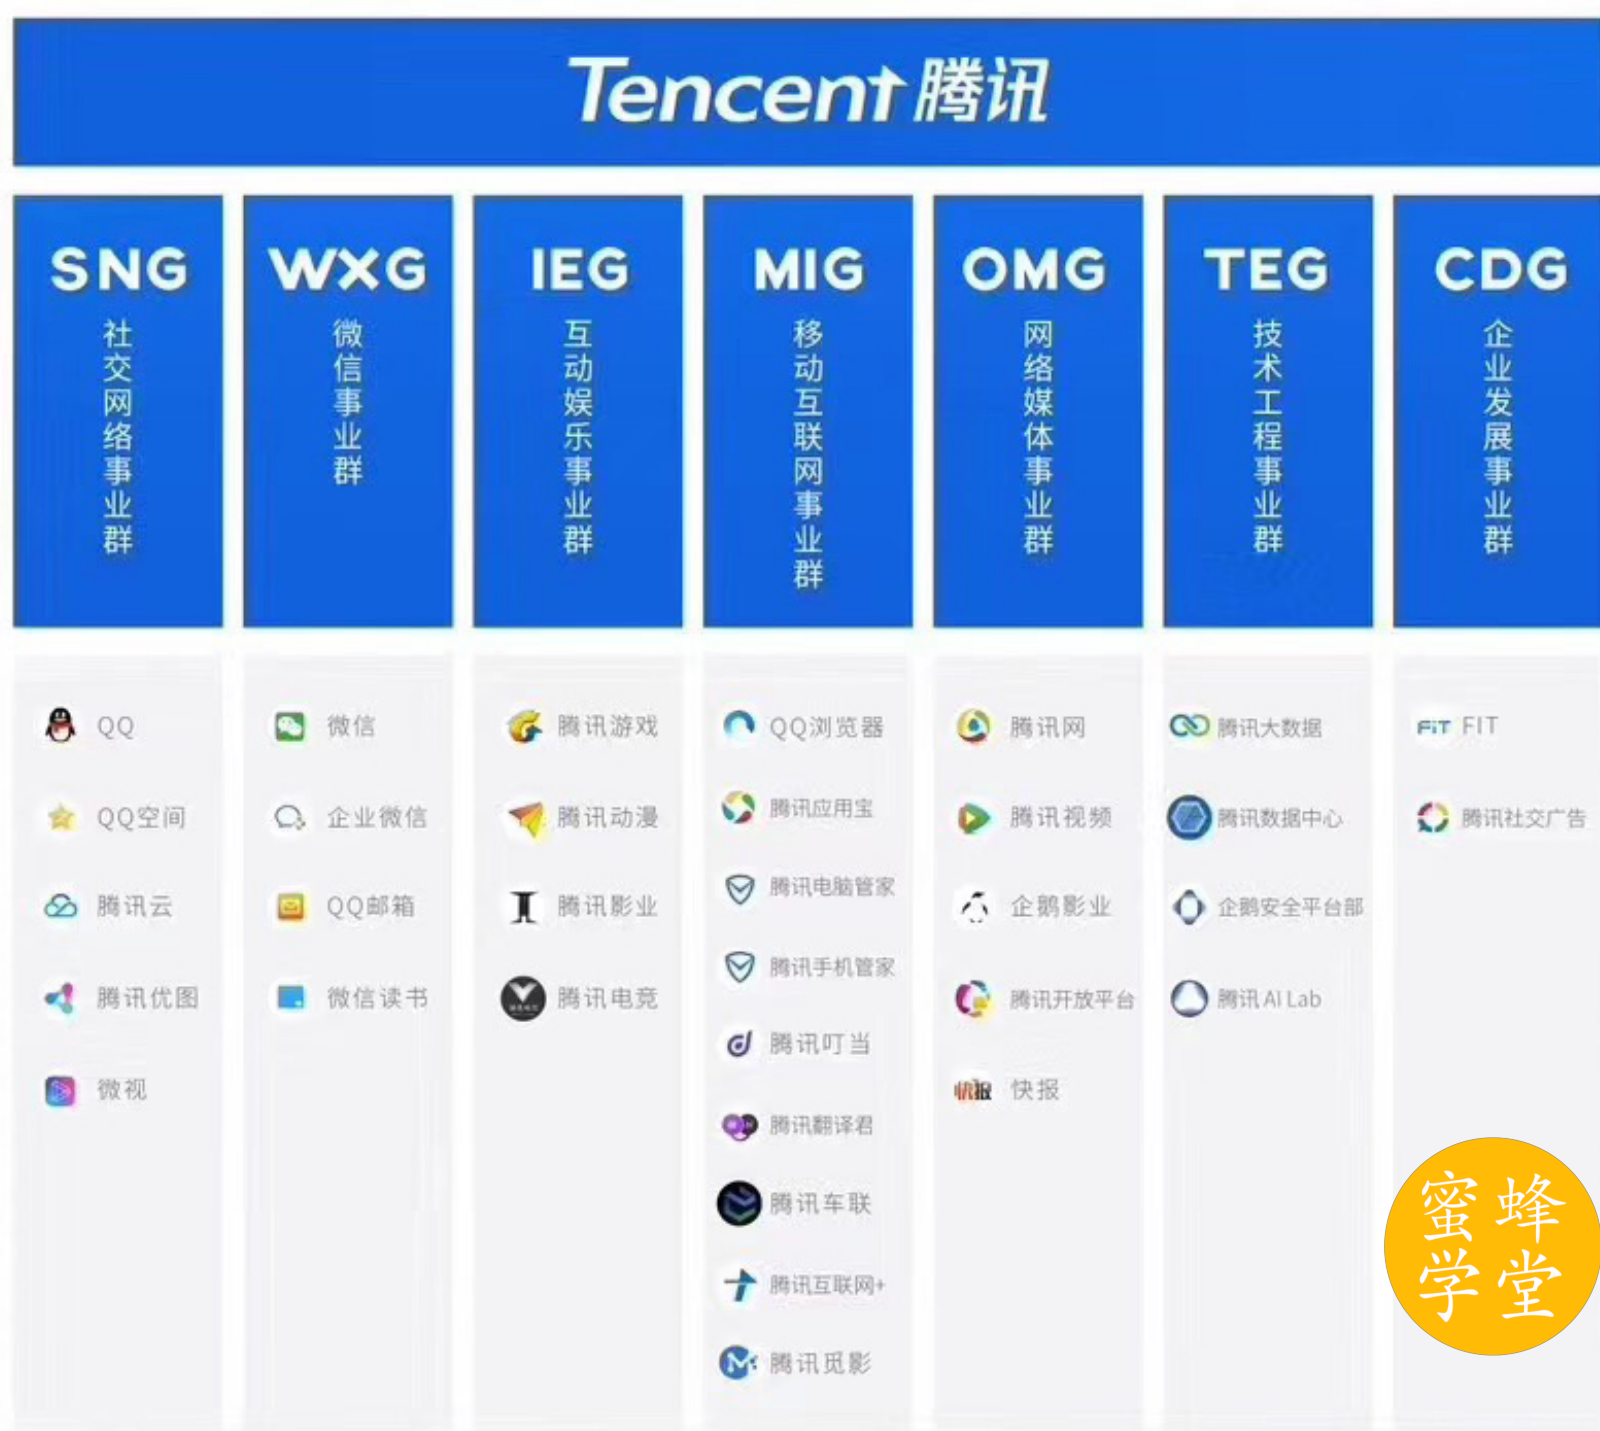 Tencent 腾讯
SNG
社交网络事业群
WXG
微信事业群
IEG
互动娱乐事业群
MIG
移动互联网事业群
OMG
网络媒体事业群
TEG
技术工程事业群
CDG
企业发展事业群
QQ
QQ空间
腾讯云
腾讯优图
微视
微信
企业微信
QQ邮箱
微信读书
腾讯游戏
腾讯动漫
腾讯影业
腾讯电竞
QQ浏览器
腾讯应用宝
腾讯电脑管家
腾讯手机管家
腾讯叮当
腾讯翻译君
腾讯车联
腾讯互联网+
腾讯觅影
腾讯网
腾讯视频
企鹅影业
腾讯开放平台
快报 快报
腾讯大数据
腾讯数据中心
企鹅安全平台部
腾讯 AI Lab
FiT FIT
腾讯社交广告
蜜蜂
学堂